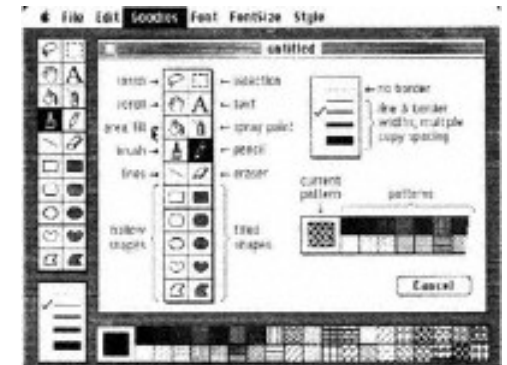 File Edit Goodies Font FontSize Style
untitled
lasso selection
scroll text
area fill spray paint
brush pencil
lines eraser
hollow shapes
filled shapes
no border
line & border
widths, multiple
copy spacing
current
pattern
patterns
Cancel